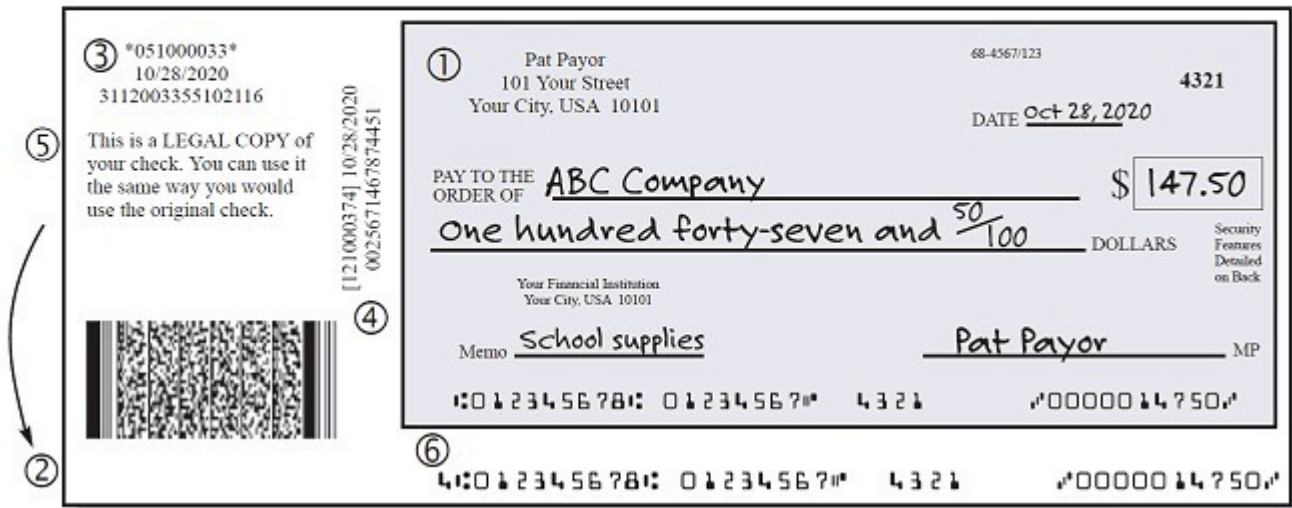 ③ *051000033*
10/28/2020
3112003355102116
⑤ This is a LEGAL COPY of
your check. You can use it
the same way you would
use the original check.
②
[121000374] 10/28/2020
00256714678744​51
④
① Pat Payor
101 Your Street
Your City, USA 10101
68-4567/123
4321
DATE Oct 28, 2020
PAY TO THE
ORDER OF ABC Company $ 147.50
One hundred forty-seven and 50/100 DOLLARS
Security
Features
Detailed
on Back
Your Financial Institution
Your City, USA 10101
Memo School supplies Pat Payor MP
⑆012345678⑆ 01234567⑈ 4321 ⑇0000014750⑇
⑥
4⑆012345678⑆ 01234567⑈ 4321 ⑇0000014750⑇